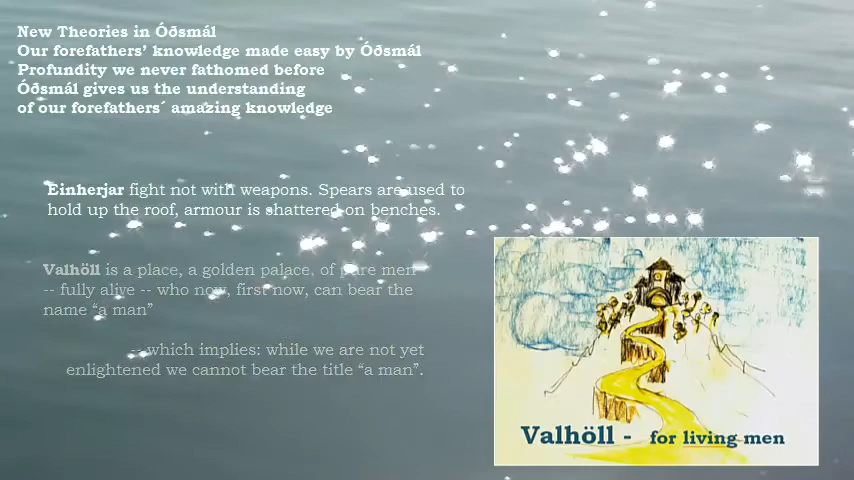 New Theories in Óðsmál
Our forefathers’ knowledge made easy by Óðsmál
Profundity we never fathomed before
Óðsmál gives us the understanding
of our forefathers´ amazing knowledge
Einherjar fight not with weapons. Spears are used to
hold up the roof, armour is shattered on benches.
Valhöll is a place, a golden palace. of pure men
-- fully alive -- who now, first now, can bear the
name “a man”
-- which implies: while we are not yet
enlightened we cannot bear the title “a man”.
Valhöll - for living men